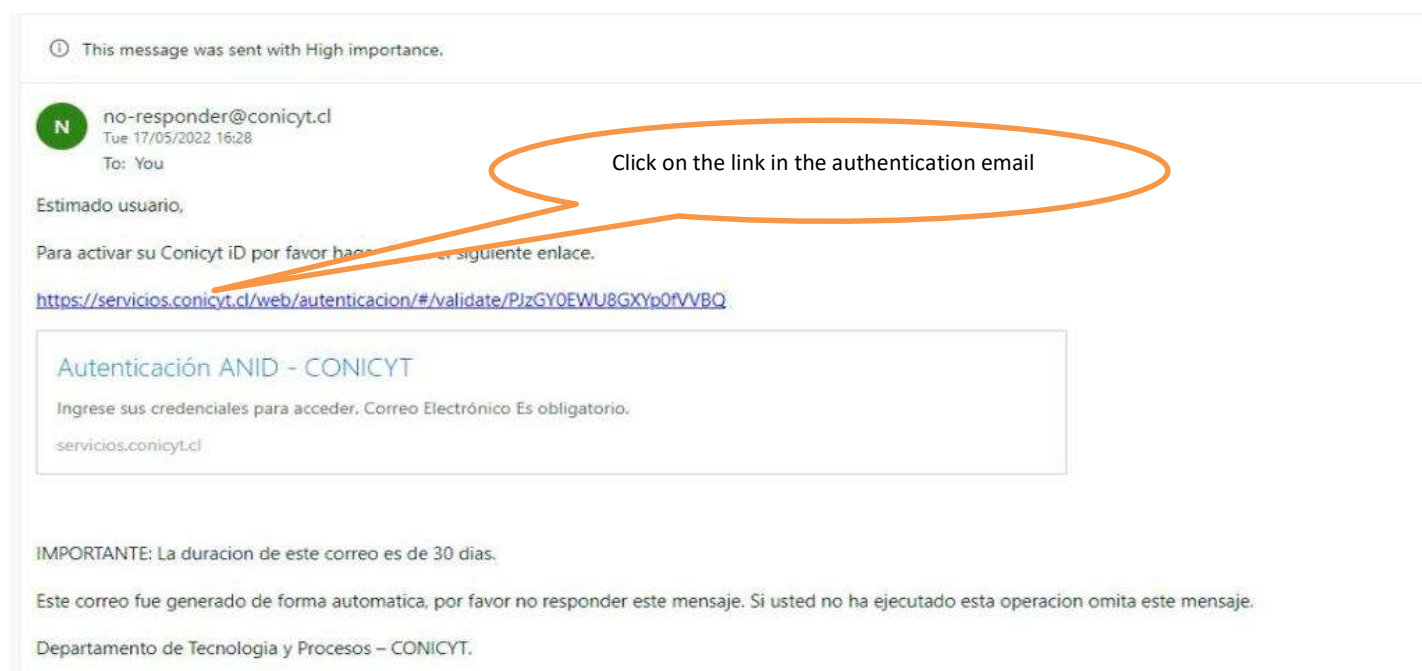 This message was sent with High importance.
N
no-responder@conicyt.cl
Tue 17/05/2022 16:28
To: You
Click on the link in the authentication email
Estimado usuario,
Para activar su Conicyt iD por favor siguiente enlace.
https://servicios.conicyt.cl/web/autenticacion/#/validate/PJzGY0EWU8GXYp0fVVBQ
Autenticación ANID - CONICYT
Ingrese sus credenciales para acceder. Correo Electrónico Es obligatorio.
servicios.conicyt.cl
IMPORTANTE: La duracion de este correo es de 30 dias.
Este correo fue generado de forma automatica, por favor no responder este mensaje. Si usted no ha ejecutado esta operacion omita este mensaje.
Departamento de Tecnologia y Procesos – CONICYT.